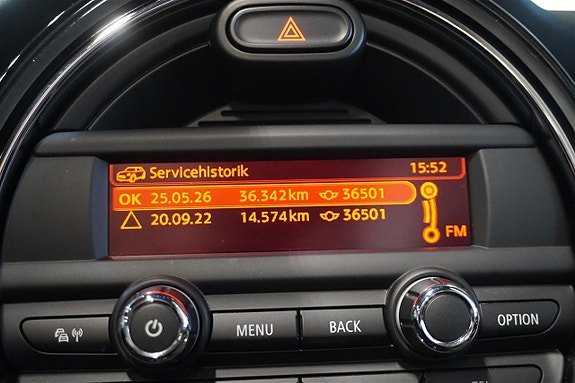 Servicehistorik 15:52
OK 25.05.26 36.342km 36501
20.09.22 14.574km 36501
FM
MENU BACK OPTION